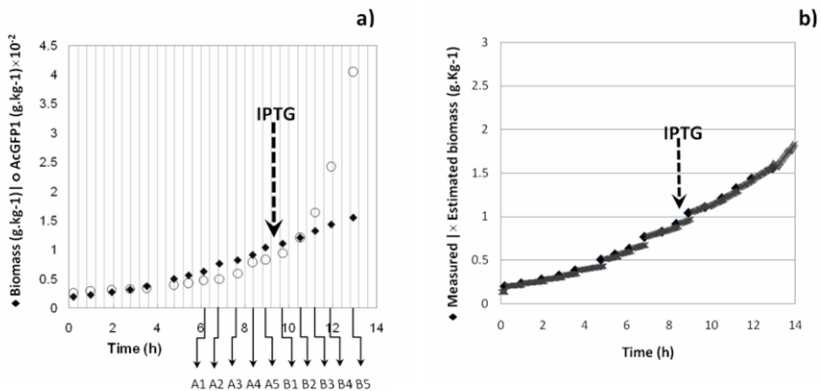 a)
◆ Biomass (g.kg-1)| o AcGFP1 (g.kg-1)×10-2
4.5
4
3.5
3
2.5
2
1.5
1
0.5
0
IPTG
0 2 4 6 8 10 12 14
Time (h)
A1 A2 A3 A4 A5 B1 B2 B3 B4 B5
b)
◆ Measured | × Estimated biomass (g.Kg-1)
3
2.5
2
1.5
1
0.5
0
IPTG
0 2 4 6 8 10 12 14
Time (h)